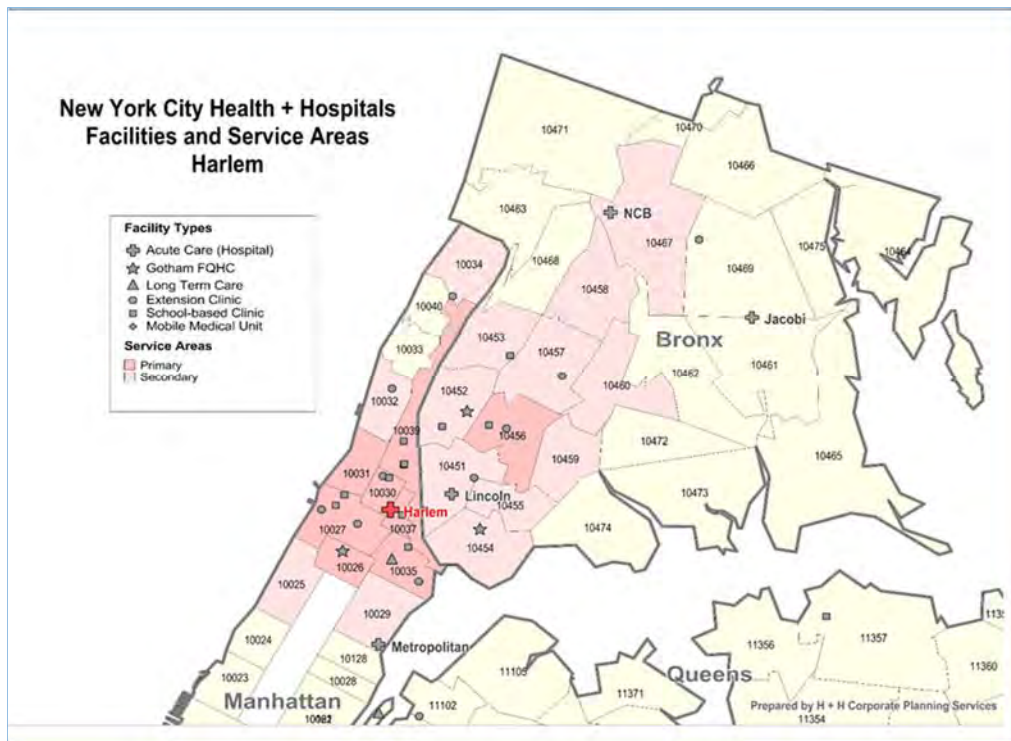 New York City Health + Hospitals
Facilities and Service Areas
Harlem
Facility Types
Acute Care (Hospital)
Gotham FQHC
Long Term Care
Extension Clinic
School-based Clinic
Mobile Medical Unit
Service Areas
Primary
Secondary
10471
10470
10466
10463
NCB
10467
10475
10464
10034
10468
10469
10458
10040
Jacobi
10453
10033
10457
Bronx
10461
10462
10452
10460
10032
10039
10456
10472
10465
10031
10451
10459
10030
Lincoln
10473
Harlem
10455
10027
10037
10474
10454
10026
10035
10025
10029
10024
Metropolitan
11356
11357
10128
11105
11360
10023
10028
Queens
11371
Manhattan
11102
Prepared by H + H Corporate Planning Services
11354